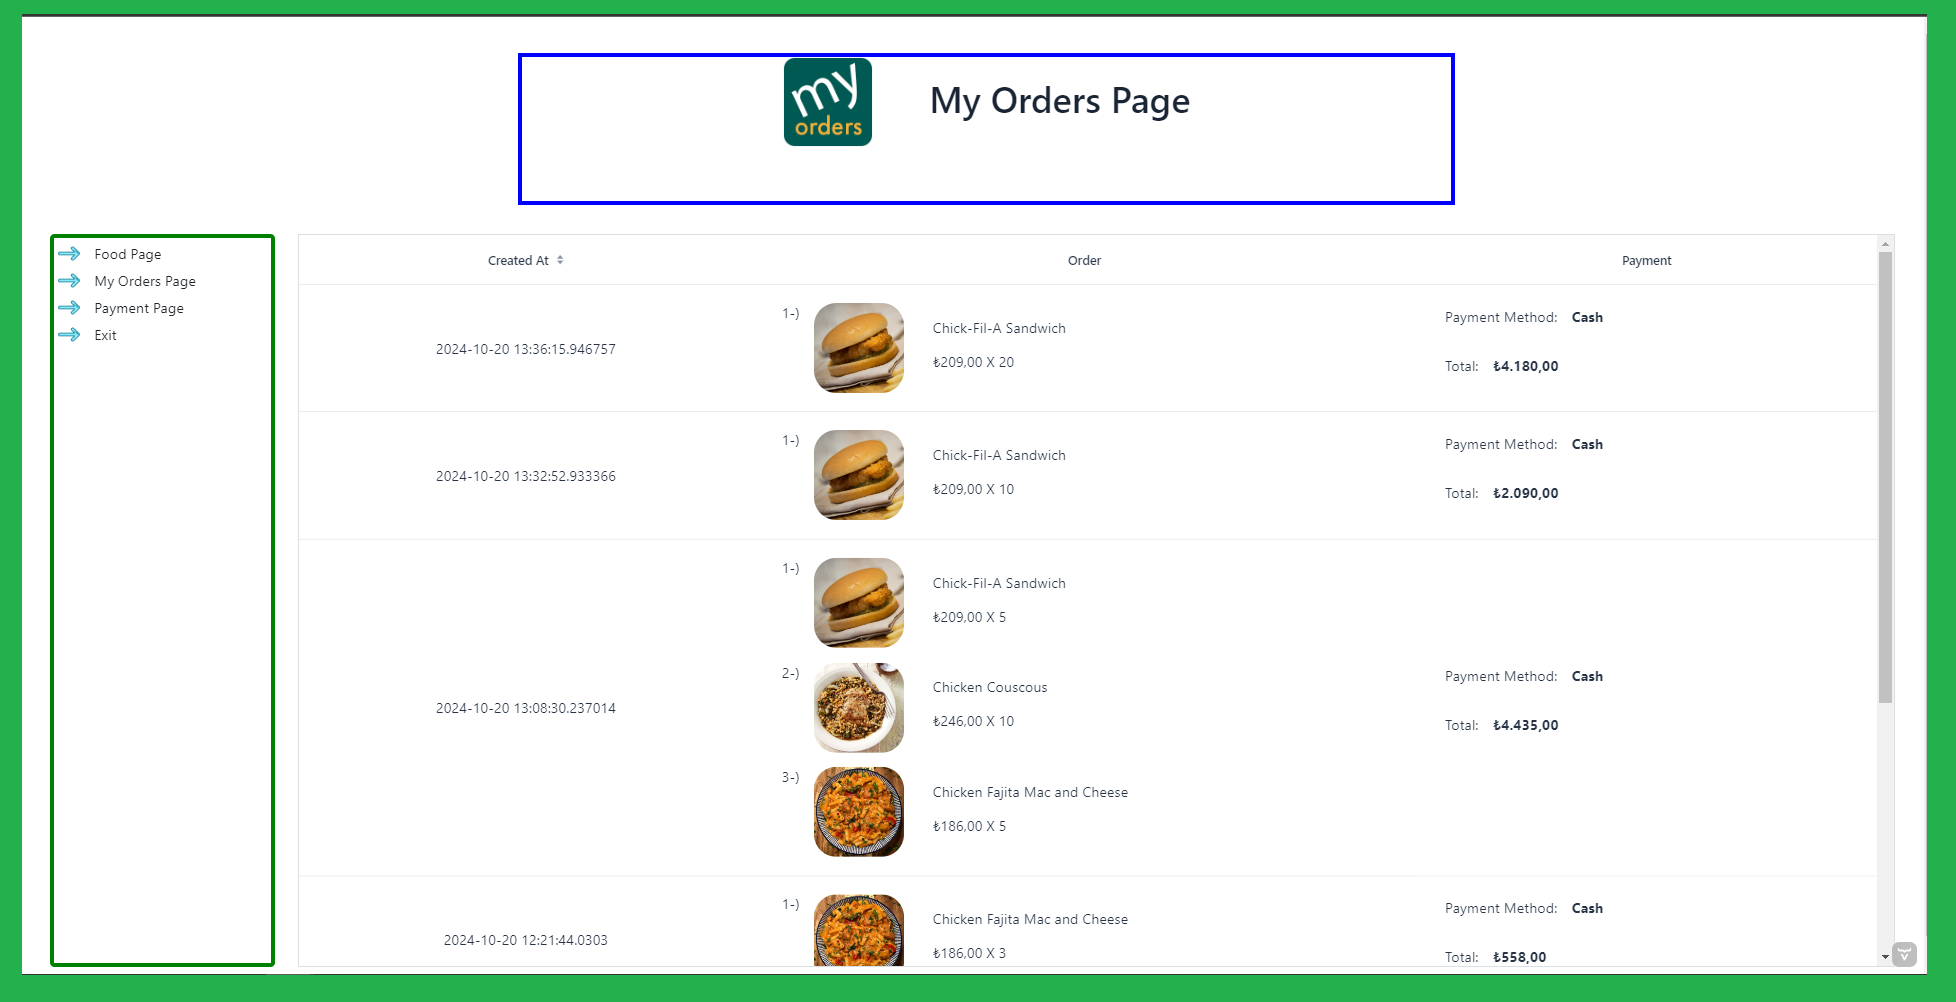 my
orders
My Orders Page
Food Page
My Orders Page
Payment Page
Exit
Created At
Order
Payment
2024-10-20 13:36:15.946757
1-)
Chick-Fil-A Sandwich
₺209,00 X 20
Payment Method: Cash
Total: ₺4.180,00
2024-10-20 13:32:52.933366
1-)
Chick-Fil-A Sandwich
₺209,00 X 10
Payment Method: Cash
Total: ₺2.090,00
2024-10-20 13:08:30.237014
1-)
Chick-Fil-A Sandwich
₺209,00 X 5
2-)
Chicken Couscous
₺246,00 X 10
3-)
Chicken Fajita Mac and Cheese
₺186,00 X 5
Payment Method: Cash
Total: ₺4.435,00
2024-10-20 12:21:44.0303
1-)
Chicken Fajita Mac and Cheese
₺186,00 X 3
Payment Method: Cash
Total: ₺558,00